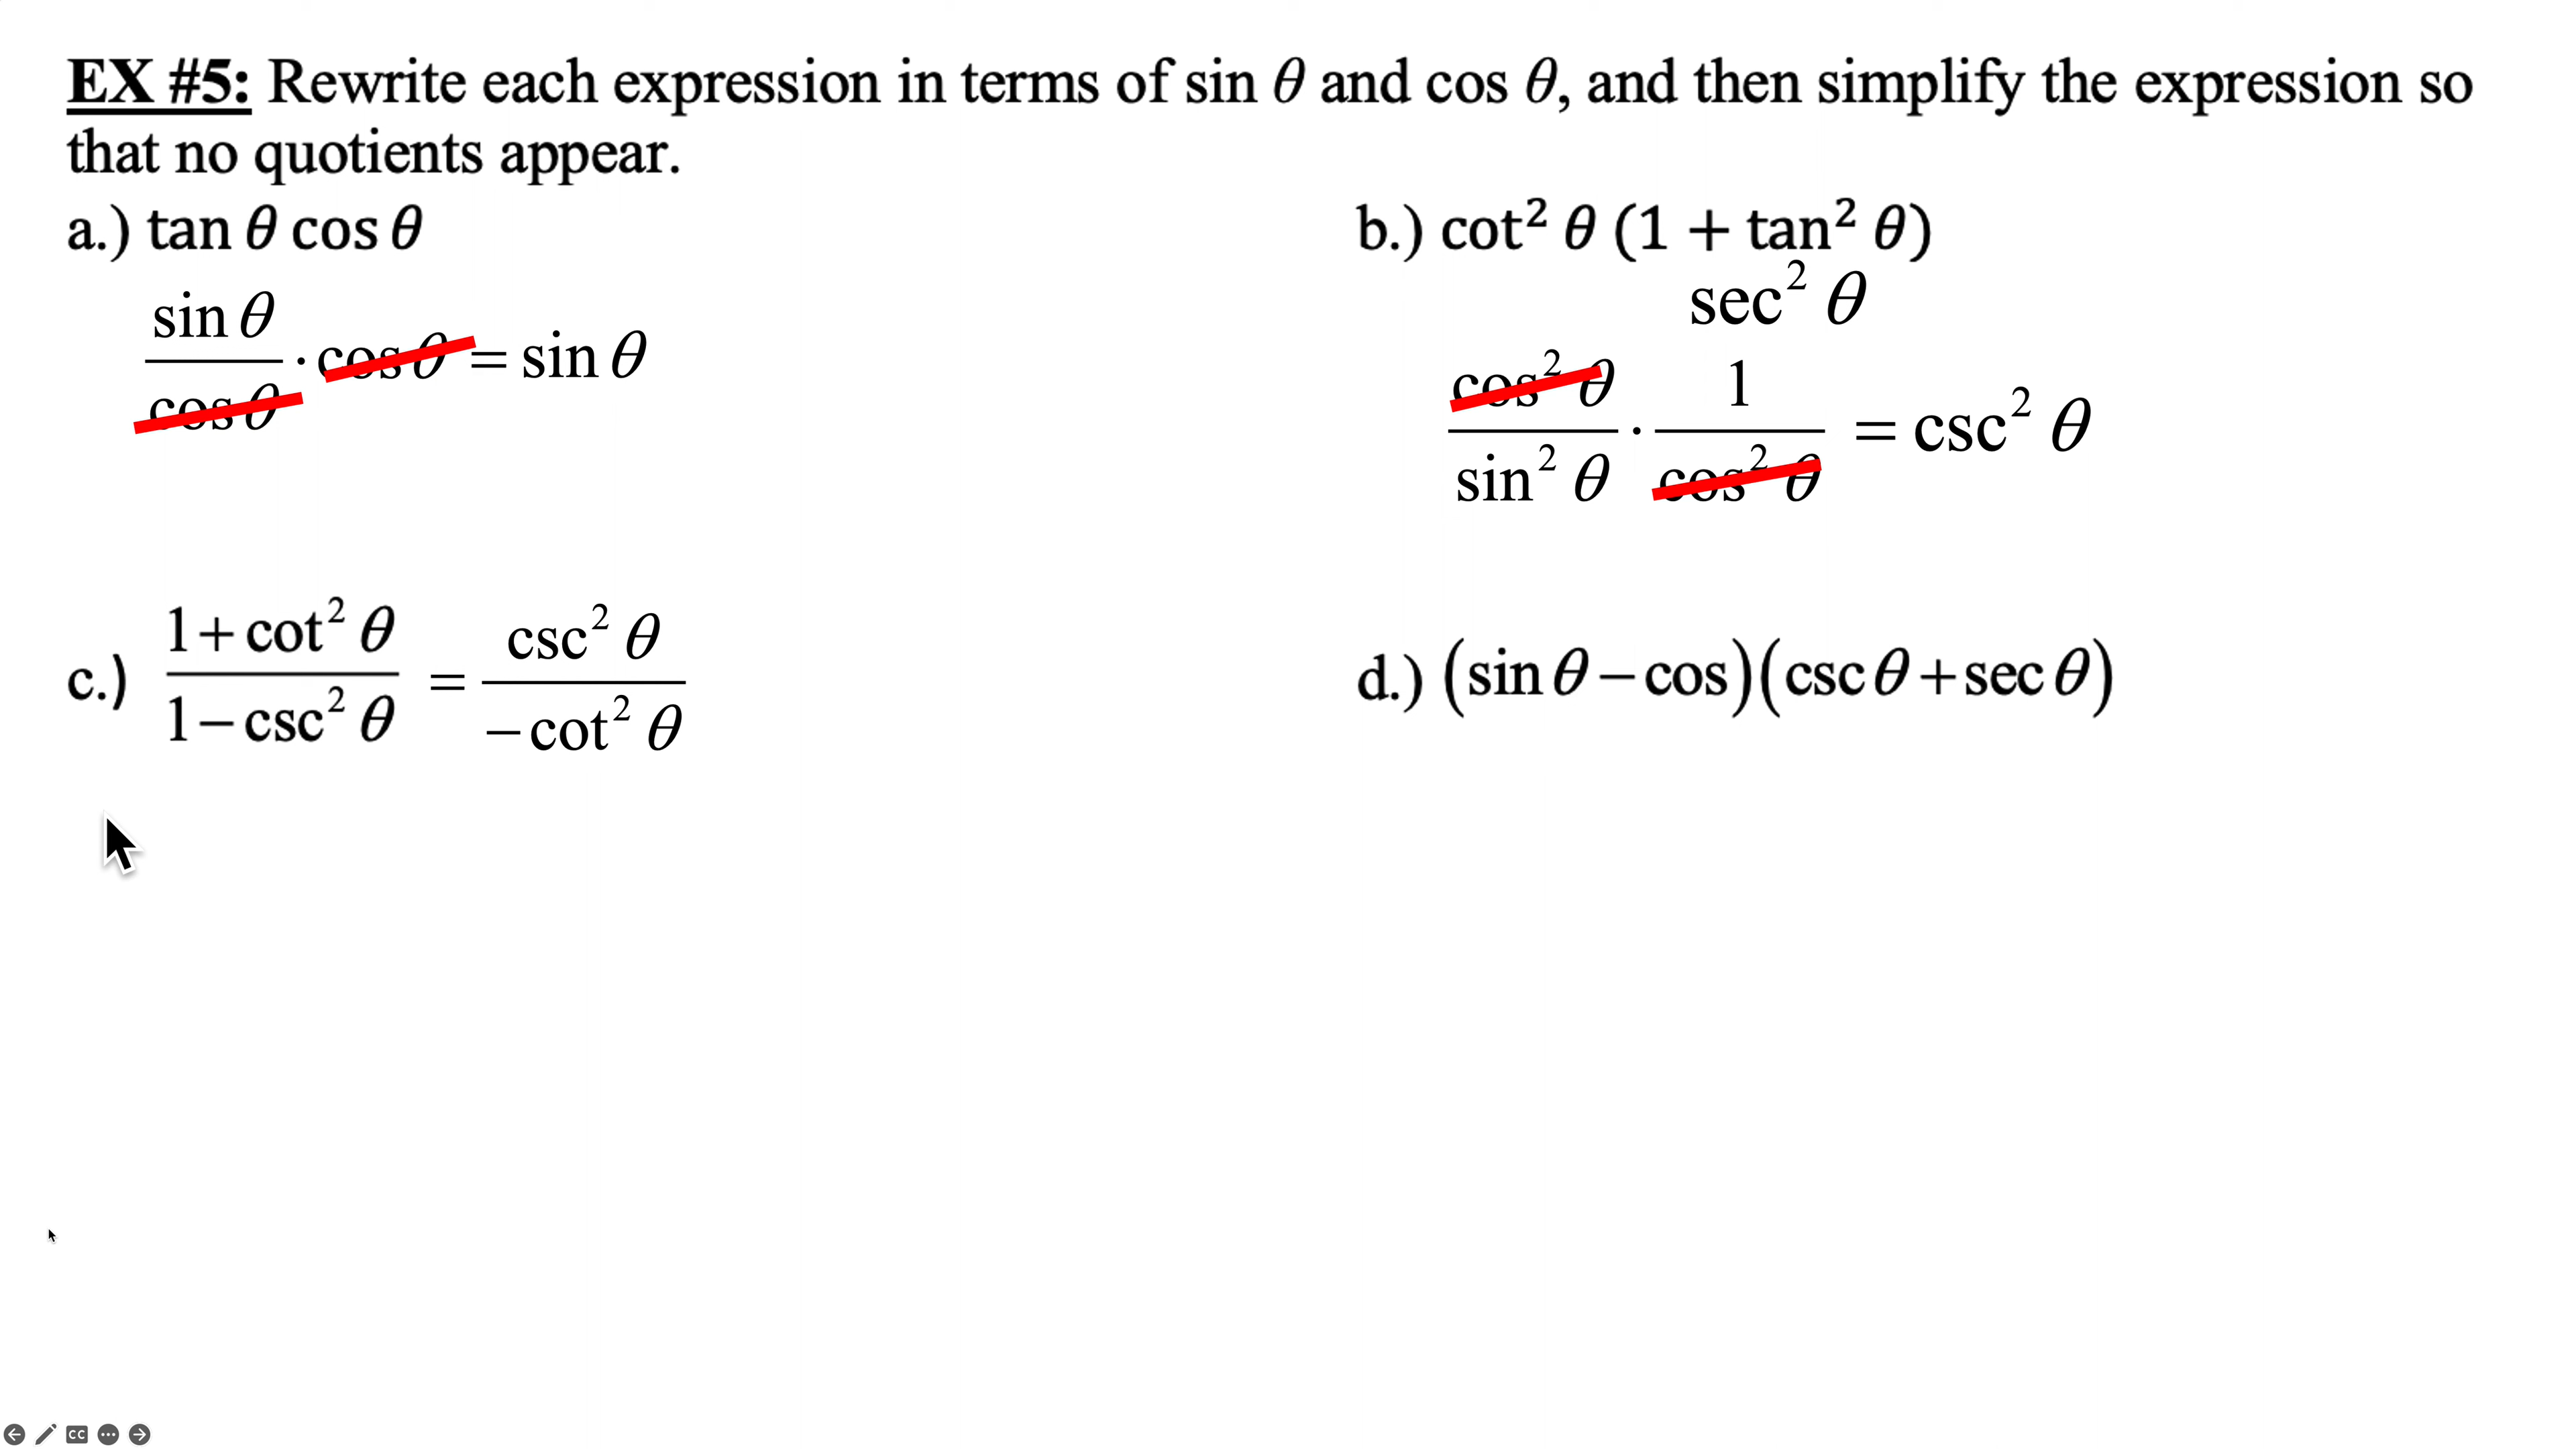 EX #5: Rewrite each expression in terms of sin θ and cos θ, and then simplify the expression so
that no quotients appear.
a.) tan θ cos θ
sin θ / cos θ · cos θ = sin θ
b.) cot² θ (1 + tan² θ)
sec² θ
cos² θ / sin² θ · 1 / cos² θ = csc² θ
c.) 1 + cot² θ / 1 − csc² θ = csc² θ / − cot² θ
d.) (sin θ − cos)(csc θ + sec θ)
CC